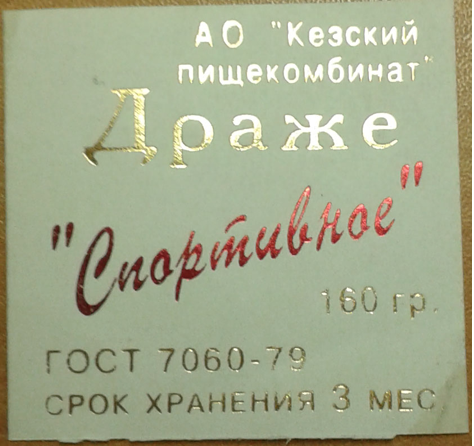 АО "Кезский
пищекомбинат"
Драже
"Спортивное"
160 гр.
ГОСТ 7060-79
СРОК ХРАНЕНИЯ 3 МЕС